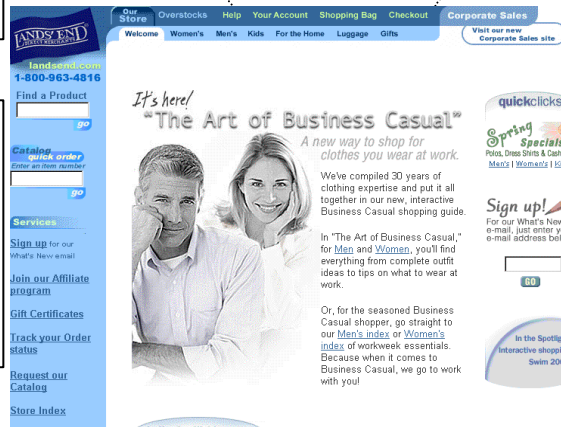 Our
Store Overstocks Help Your Account Shopping Bag Checkout Corporate Sales
Welcome Women's Men's Kids For the Home Luggage Gifts
Visit our new
Corporate Sales site
LANDS' END
DIRECT MERCHANTS
landsend.com
1-800-963-4816
Find a Product
go
Catalog
quick order
Enter an item number
go
Services
Sign up for our
What's New email
Join our Affiliate
program
Gift Certificates
Track your Order
status
Request our
Catalog
Store Index
It's here!
"The Art of Business Casual"
A new way to shop for
clothes you wear at work.
We've compiled 30 years of
clothing expertise and put it all
together in our new, interactive
Business Casual shopping guide.
In "The Art of Business Casual,"
for Men and Women, you'll find
everything from complete outfit
ideas to tips on what to wear at
work.
Or, for the seasoned Business
Casual shopper, go straight to
our Men's index or Women's
index of workweek essentials.
Because when it comes to
Business Casual, we go to work
with you!
quickclicks
Spring
Specials
Polos, Dress Shirts & Cash
Men's | Women's | Ki
Sign up!
For our What's New
e-mail, just enter y
e-mail address bel
GO
In the Spotlig
Interactive shoppi
Swim 200